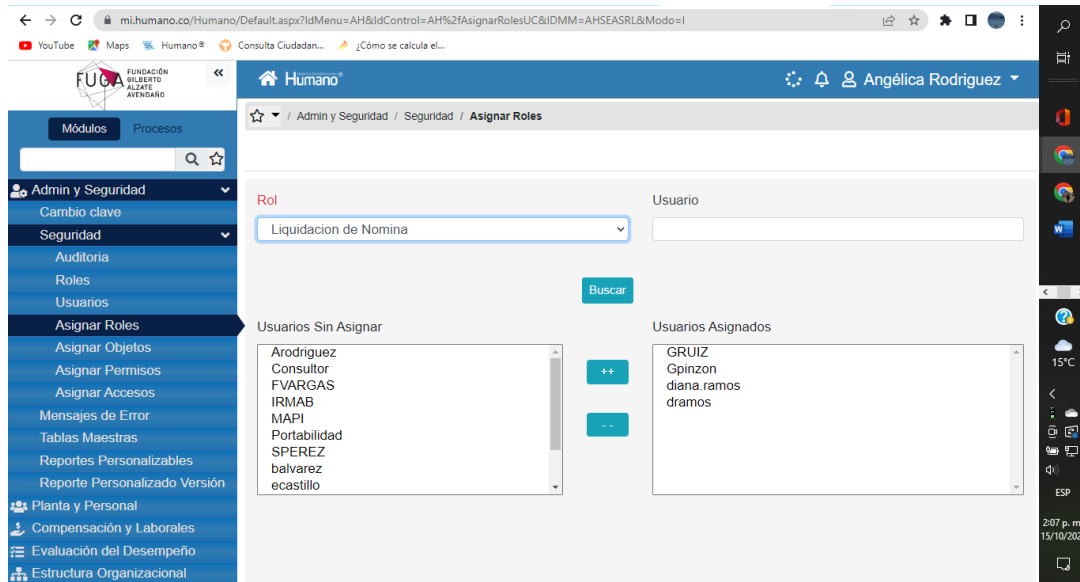 mi.humano.co/Humano/Default.aspx?IdMenu=AH&IdControl=AH%2fAsignarRolesUC&IDMM=AHSEASRL&Modo=I
YouTube Maps Humano® Consulta Ciudadan... ¿Cómo se calcula el...
FUGA FUNDACIÓN
GILBERTO
ALZATE
AVENDAÑO
«
Humano®
Angélica Rodriguez
/ Admin y Seguridad / Seguridad / Asignar Roles
Módulos Procesos
Admin y Seguridad
Cambio clave
Seguridad
Auditoria
Roles
Usuarios
Asignar Roles
Asignar Objetos
Asignar Permisos
Asignar Accesos
Mensajes de Error
Tablas Maestras
Reportes Personalizables
Reporte Personalizado Versión
Planta y Personal
Compensación y Laborales
Evaluación del Desempeño
Estructura Organizacional
Rol
Liquidacion de Nomina
Usuario
Buscar
Usuarios Sin Asignar
Arodriguez
Consultor
FVARGAS
IRMAB
MAPI
Portabilidad
SPEREZ
balvarez
ecastillo
++
--
Usuarios Asignados
GRUIZ
Gpinzon
diana.ramos
dramos
15°C
ESP
2:07 p. m
15/10/202